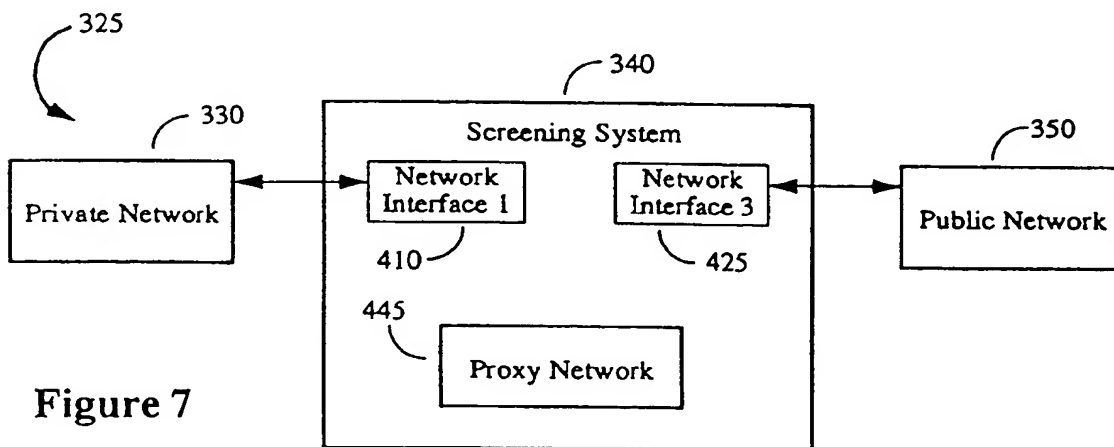 325
340
330
350
Screening System
Private Network
Network
Interface 1
Network
Interface 3
Public Network
410
425
445
Proxy Network
Figure 7